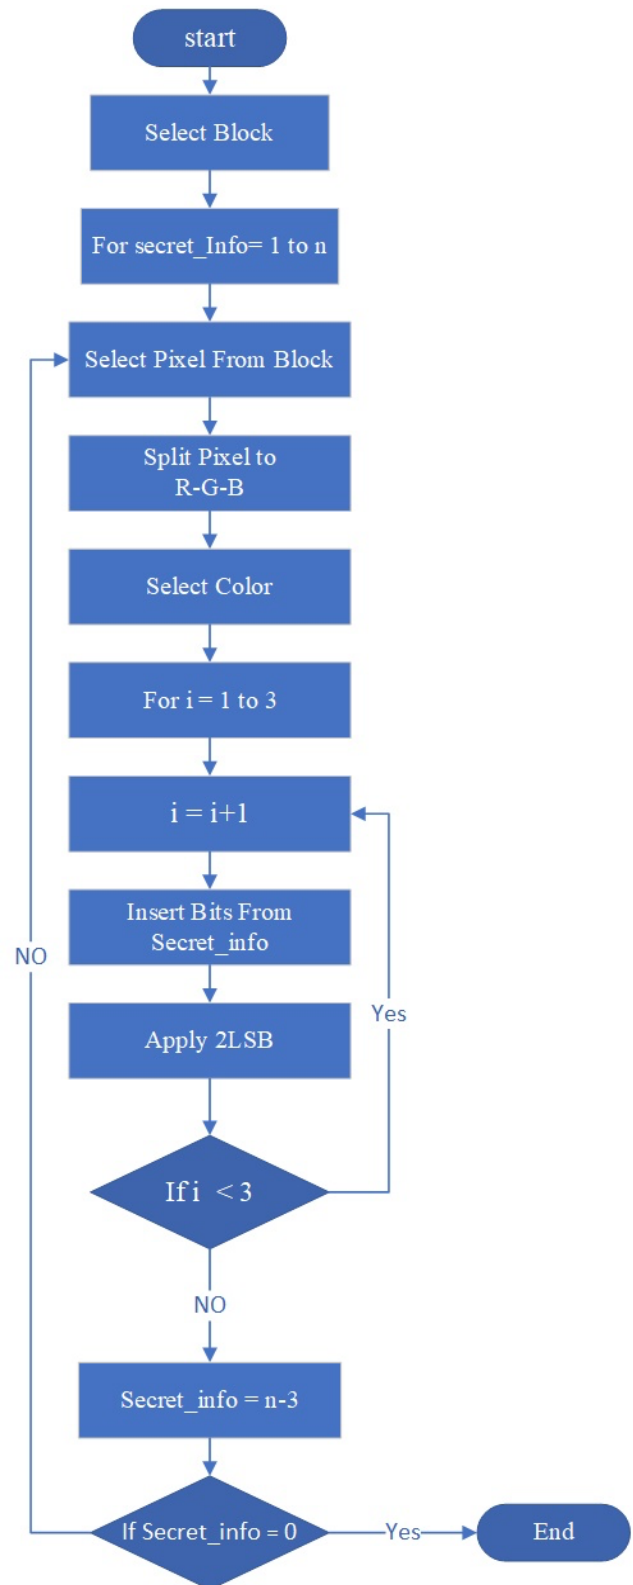 start
Select Block
For secret_Info= 1 to n
Select Pixel From Block
Split Pixel to
R-G-B
Select Color
For i = 1 to 3
i = i+1
Insert Bits From
Secret_info
NO
Apply 2LSB
Yes
If i < 3
NO
Secret_info = n-3
If Secret_info = 0
Yes
End